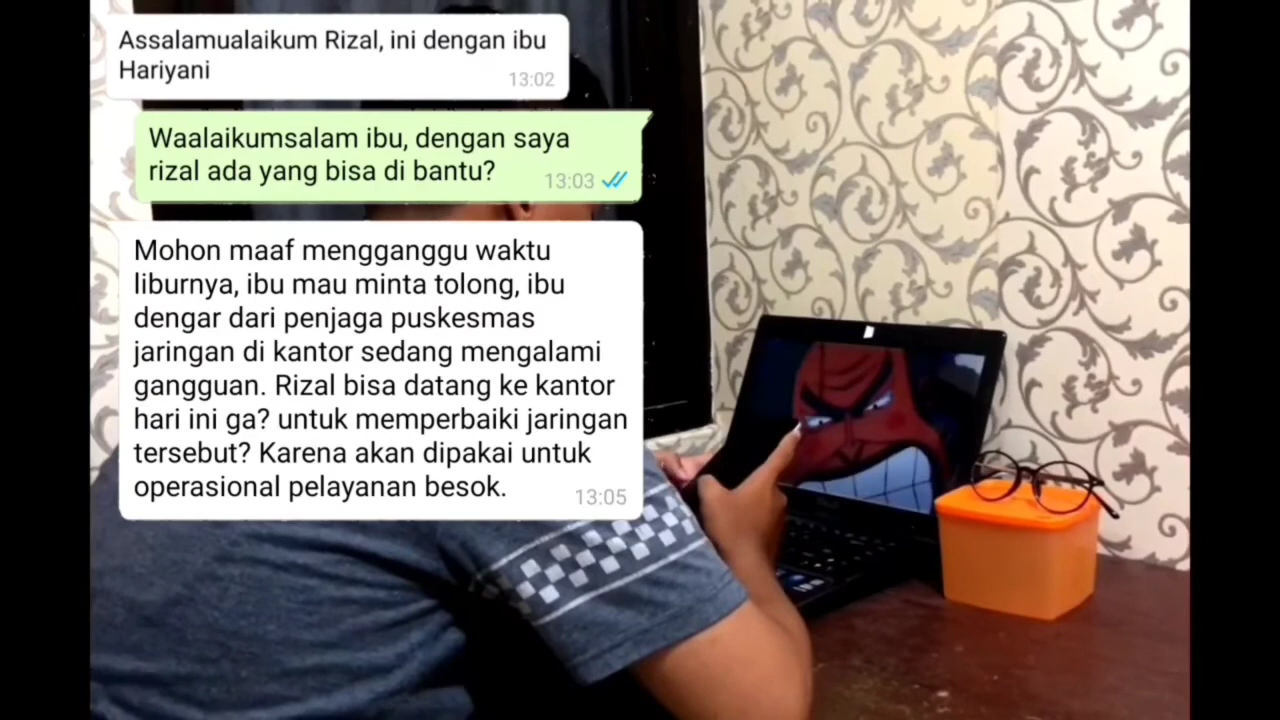 Assalamualaikum Rizal, ini dengan ibu
Hariyani
13:02
Waalaikumsalam ibu, dengan saya
rizal ada yang bisa di bantu?
13:03
Mohon maaf mengganggu waktu
liburnya, ibu mau minta tolong, ibu
dengar dari penjaga puskesmas
jaringan di kantor sedang mengalami
gangguan. Rizal bisa datang ke kantor
hari ini ga? untuk memperbaiki jaringan
tersebut? Karena akan dipakai untuk
operasional pelayanan besok.
13:05